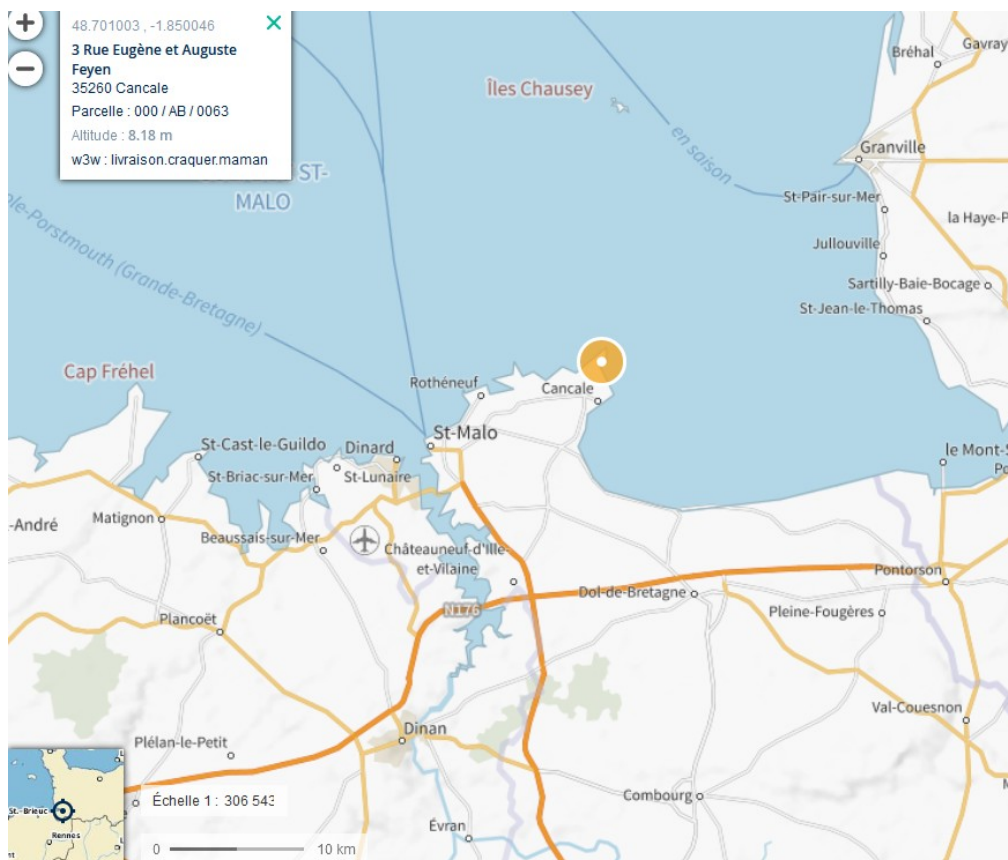 48.701003 , -1.850046
3 Rue Eugène et Auguste
Feyen
35260 Cancale
Parcelle : 000 / AB / 0063
Altitude : 8.18 m
w3w : livraison.craquer.maman
ST-
MALO
Îles Chausey
en saison
Bréhal
Gavray
Granville
St-Pair-sur-Mer
la Haye-P
Jullouville
Sartilly-Baie-Bocage
St-Jean-le-Thomas
ole-Porstmouth (Grande-Bretagne)
Cap Fréhel
Rothéneuf
Cancale
St-Malo
St-Cast-le-Guildo
Dinard
St-Briac-sur-Mer
St-Lunaire
le Mont-S
Po
-André
Matignon
Beaussais-sur-Mer
Châteauneuf-d'Ille-
et-Vilaine
Pontorson
Dol-de-Bretagne
N176
Pleine-Fougères
Plancoët
Val-Couesnon
Dinan
Plélan-le-Petit
Combourg
Évran
St.- Brieuc
Rennes
Échelle 1 : 306 543
0
10 km